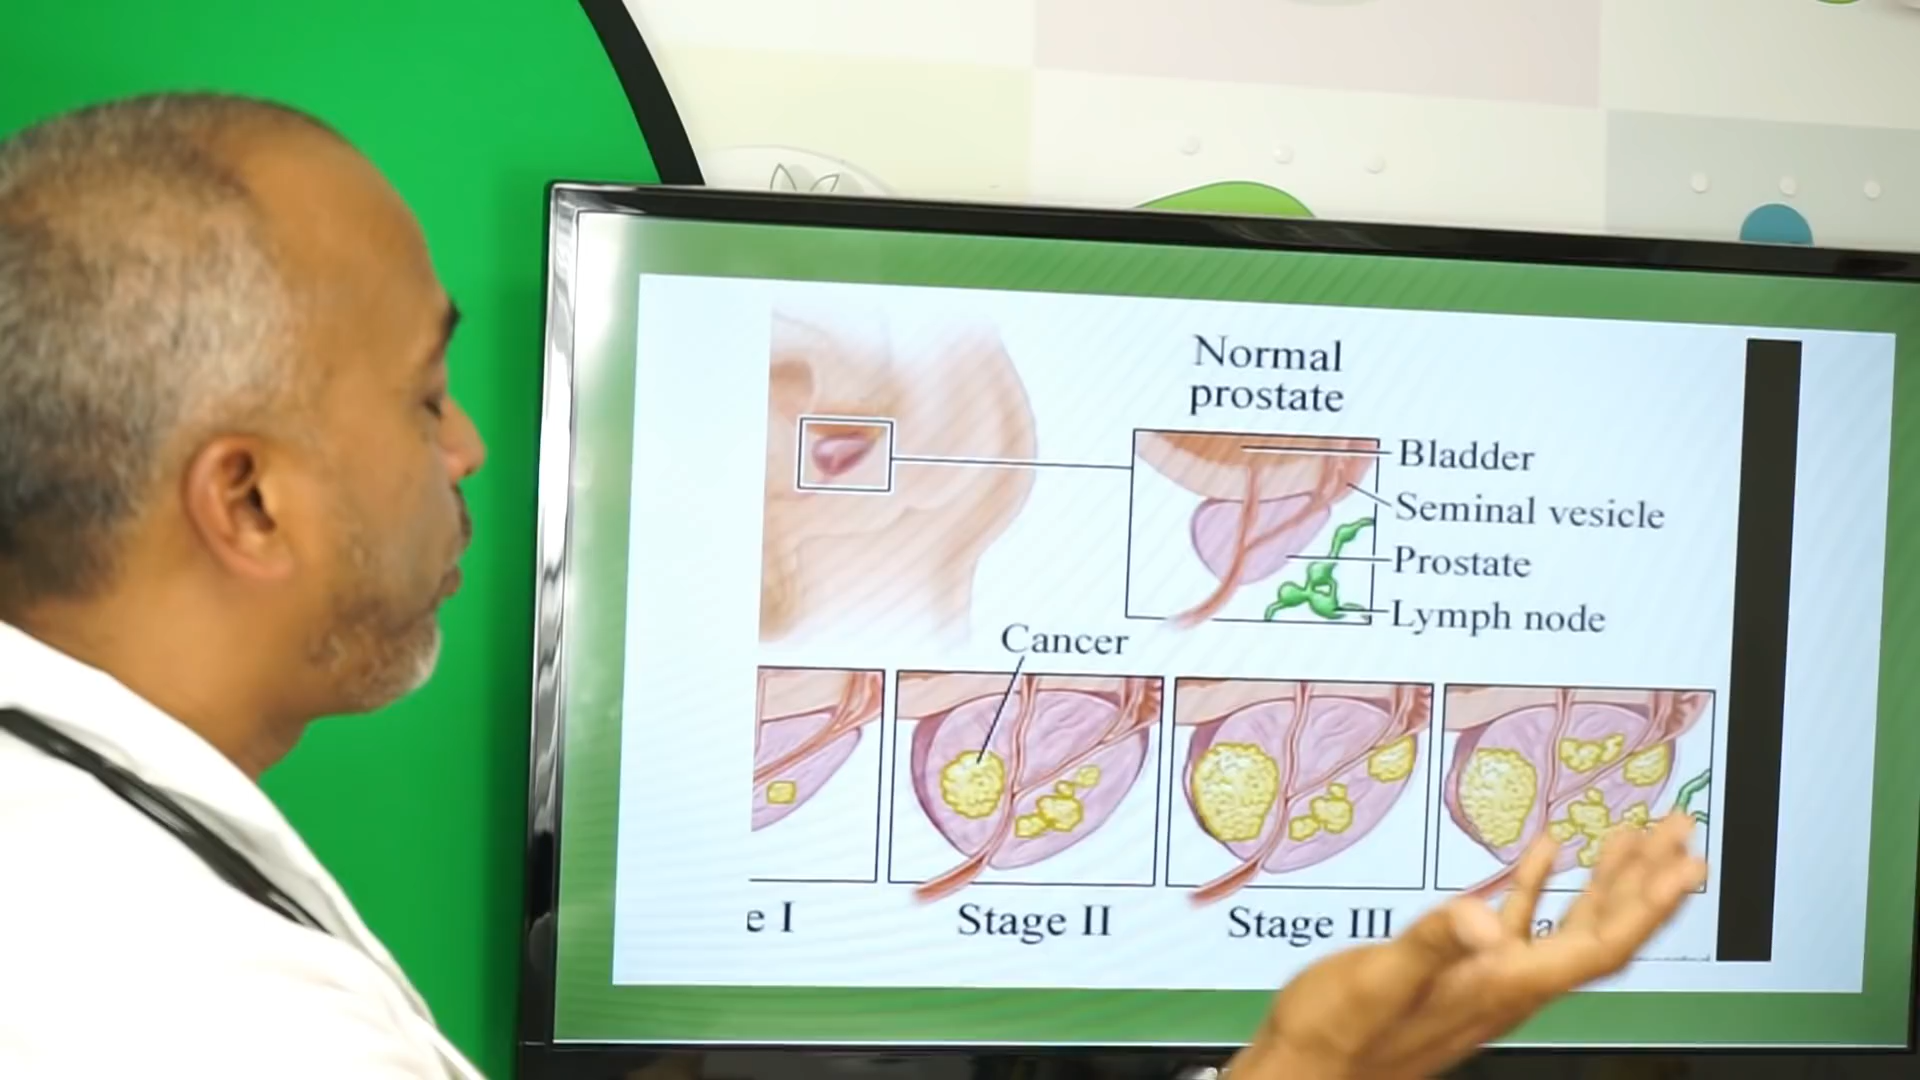 Normal
prostate
Bladder
Seminal vesicle
Prostate
Lymph node
Cancer
e I
Stage II
Stage III